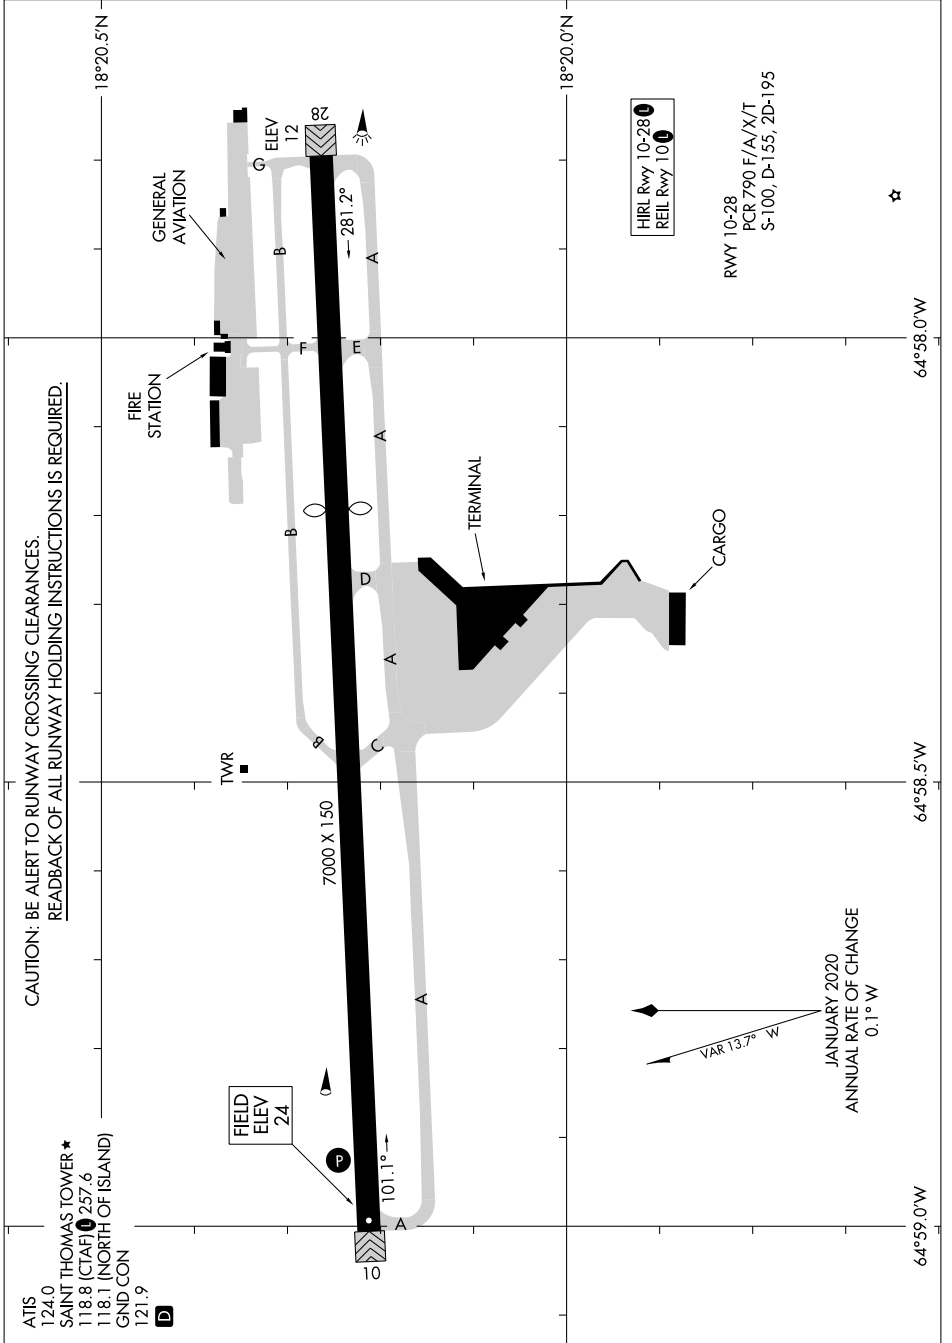 ATIS
124.0
SAINT THOMAS TOWER★
118.8 (CTAF) L 257.6
118.1 (NORTH OF ISLAND)
GND CON
121.9
D
CAUTION: BE ALERT TO RUNWAY CROSSING CLEARANCES.
READBACK OF ALL RUNWAY HOLDING INSTRUCTIONS IS REQUIRED.
18°20.5'N
18°20.0'N
64°59.0'W
64°58.5'W
64°58.0'W
FIELD
ELEV
24
P
10
101.1°
A
A
7000 X 150
TWR
B
C
A
D
B
A
F
E
B
A
G
281.2°
ELEV
12
28
FIRE
STATION
GENERAL
AVIATION
TERMINAL
CARGO
HIRL Rwy 10-28 L
REIL Rwy 10 L
RWY 10-28
PCR 790 F/A/X/T
S-100, D-155, 2D-195
VAR 13.7° W
JANUARY 2020
ANNUAL RATE OF CHANGE
0.1° W